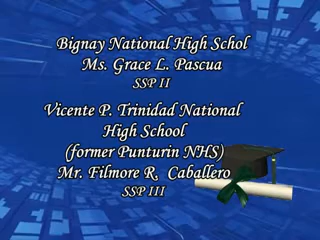 Bignay National High Schol
Ms. Grace L. Pascua
SSP II
Vicente P. Trinidad National
High School
(former Punturin NHS)
Mr. Filmore R. Caballero
SSP III